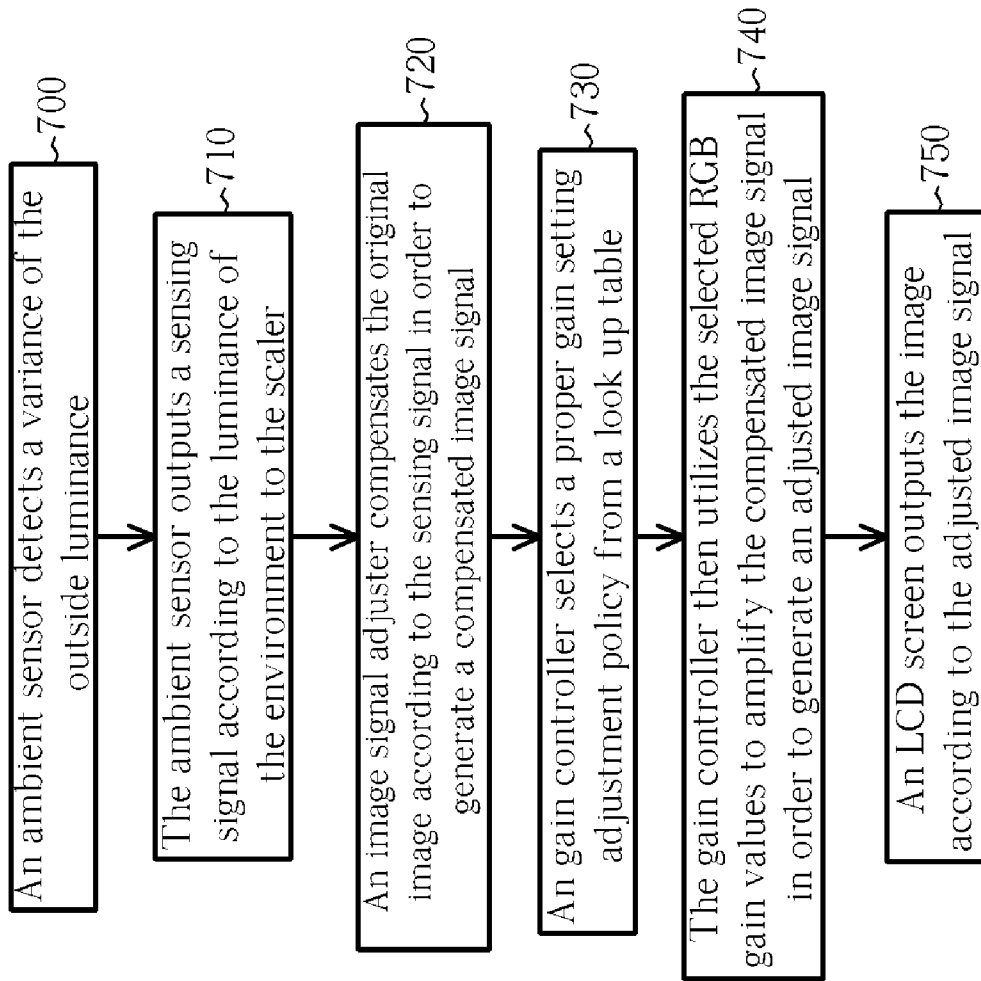 An ambient sensor detects a variance of the
outside luminance
700
The ambient sensor outputs a sensing
signal according to the luminance of
the environment to the scaler
710
An image signal adjuster compensates the original
image according to the sensing signal in order to
generate a compensated image signal
720
An gain controller selects a proper gain setting
adjustment policy from a look up table
730
The gain controller then utilizes the selected RGB
gain values to amplify the compensated image signal
in order to generate an adjusted image signal
740
An LCD screen outputs the image
according to the adjusted image signal
750